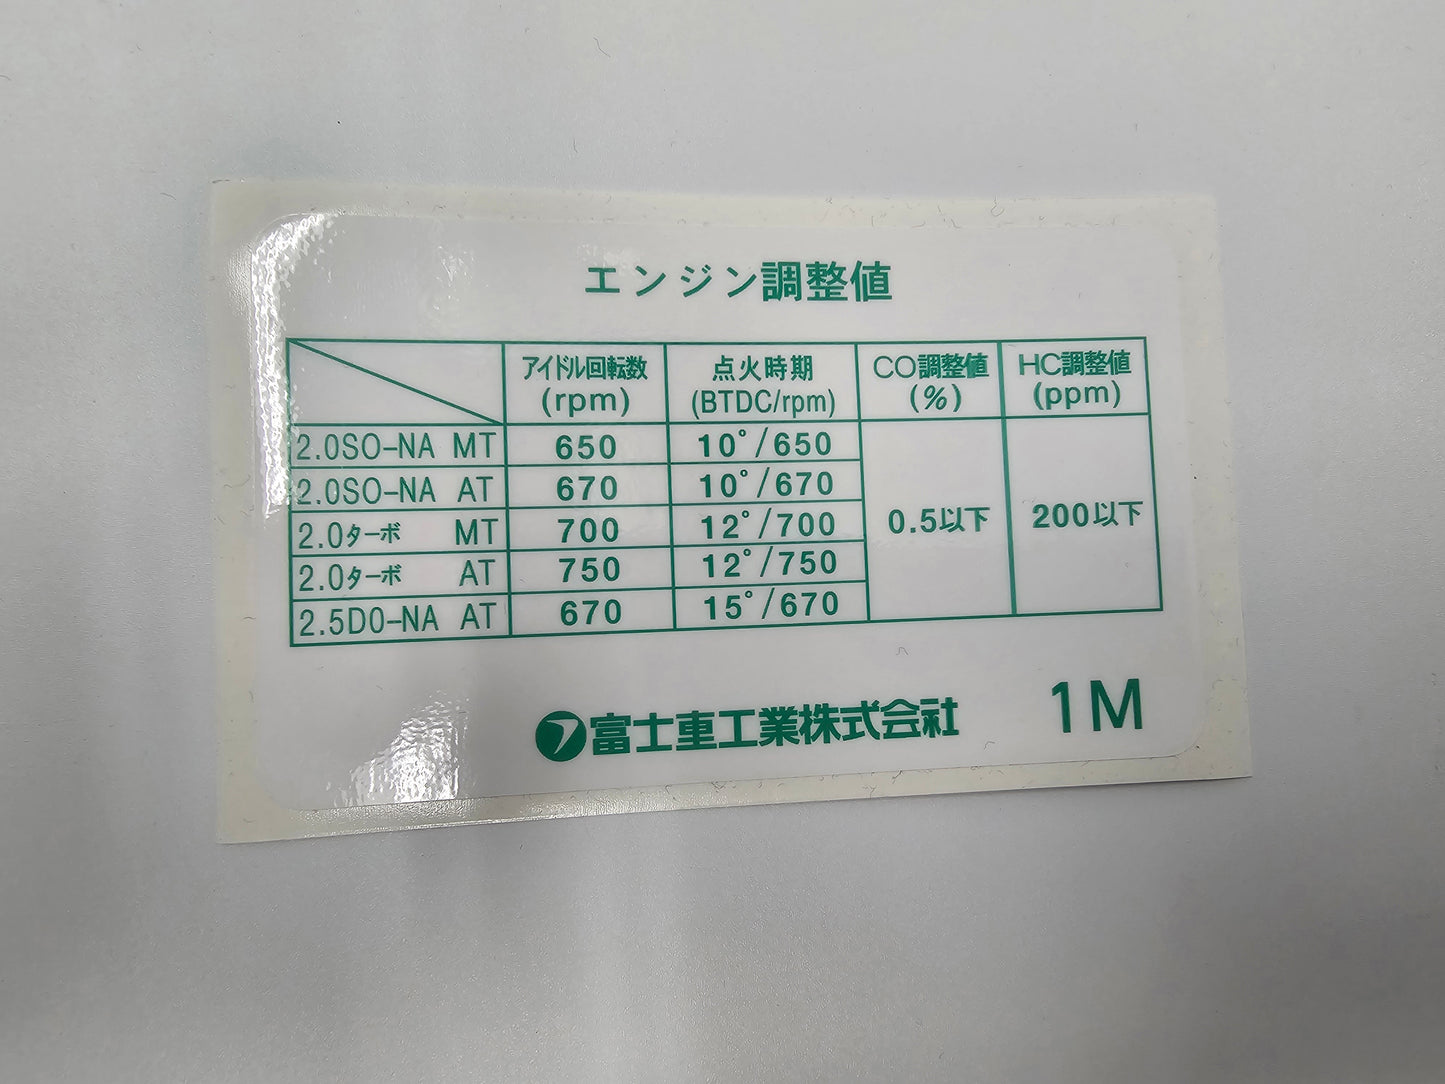 エンジン調整値
アイドル回転数 点火時期 CO調整値 HC調整値
(rpm) (BTDC/rpm) (%) (ppm)
2.0SO-NA MT 650 10°/650
2.0SO-NA AT 670 10°/670
2.0ターボ MT 700 12°/700 0.5以下 200以下
2.0ターボ AT 750 12°/750
2.5DO-NA AT 670 15°/670
富士重工業株式会社 1M